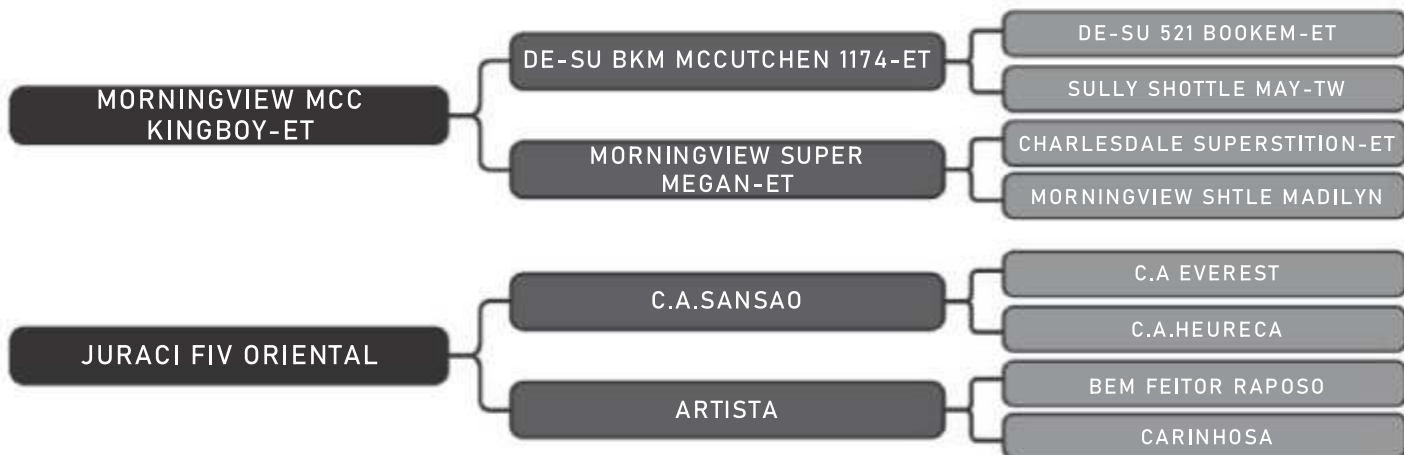 MORNINGVIEW MCC
KINGBOY-ET
DE-SU BKM MCCUTCHEN 1174-ET
DE-SU 521 BOOKEM-ET
SULLY SHOTTLE MAY-TW
MORNINGVIEW SUPER
MEGAN-ET
CHARLESDALE SUPERSTITION-ET
MORNINGVIEW SHTLE MADILYN
JURACI FIV ORIENTAL
C.A.SANSAO
C.A EVEREST
C.A.HEURECA
ARTISTA
BEM FEITOR RAPOSO
CARINHOSA